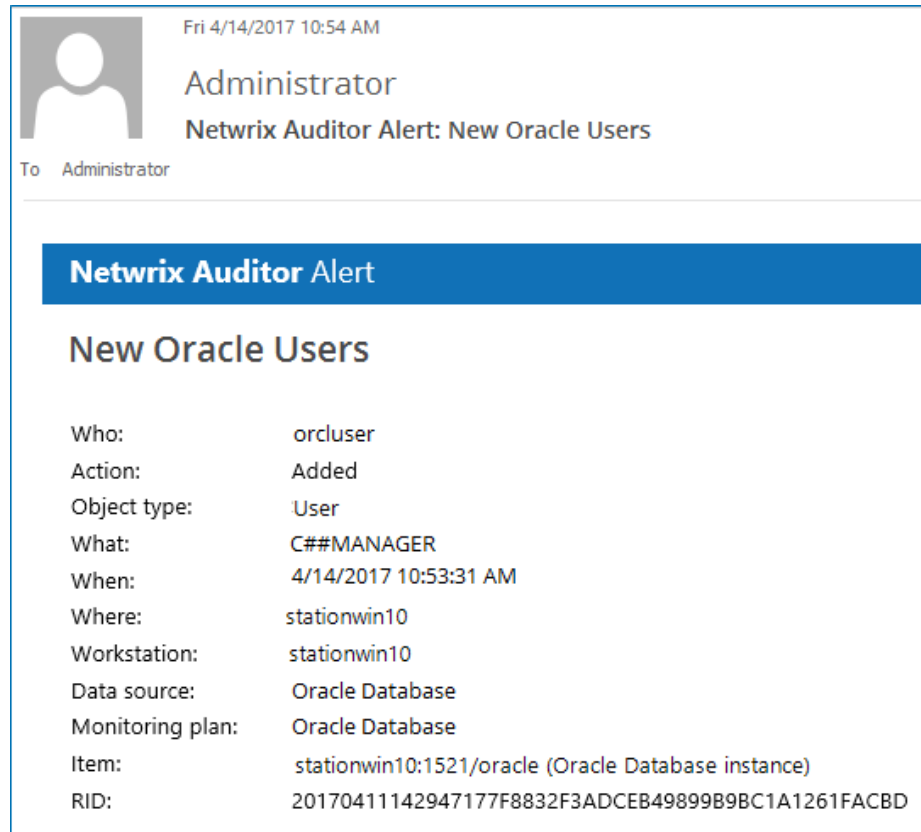 Fri 4/14/2017 10:54 AM
Administrator
Netwrix Auditor Alert: New Oracle Users
To Administrator
Netwrix Auditor Alert
New Oracle Users
Who: orcluser
Action: Added
Object type: User
What: C##MANAGER
When: 4/14/2017 10:53:31 AM
Where: stationwin10
Workstation: stationwin10
Data source: Oracle Database
Monitoring plan: Oracle Database
Item: stationwin10:1521/oracle (Oracle Database instance)
RID: 20170411142947177F8832F3ADCEB49899B9BC1A1261FACBD